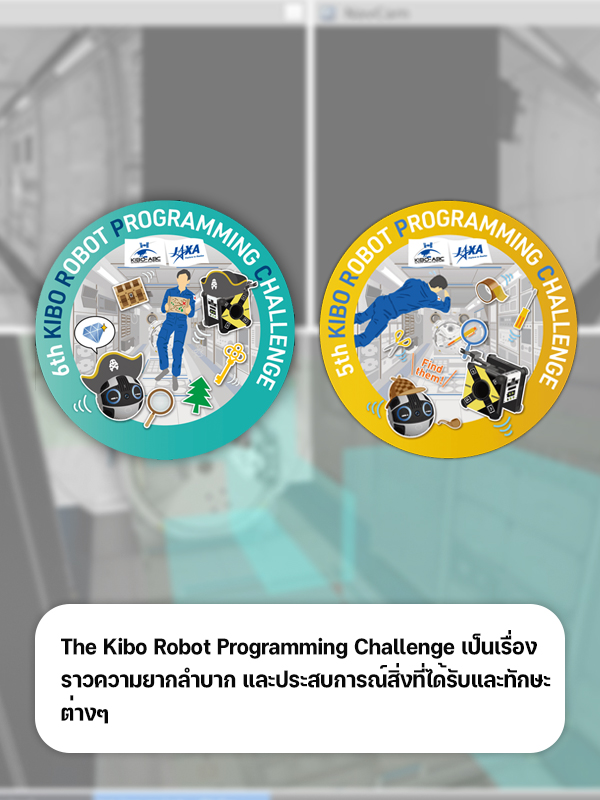 NavCam
6th KIBO ROBOT PROGRAMMING CHALLENGE
KIBO-ABC
JAXA
5th KIBO ROBOT PROGRAMMING CHALLENGE
KIBO-ABC
JAXA
Find
them!
The Kibo Robot Programming Challenge เป็นเรื่อง
ราวความยากลำบาก และประสบการณ์สิ่งที่ได้รับและทักษะ
ต่างๆ